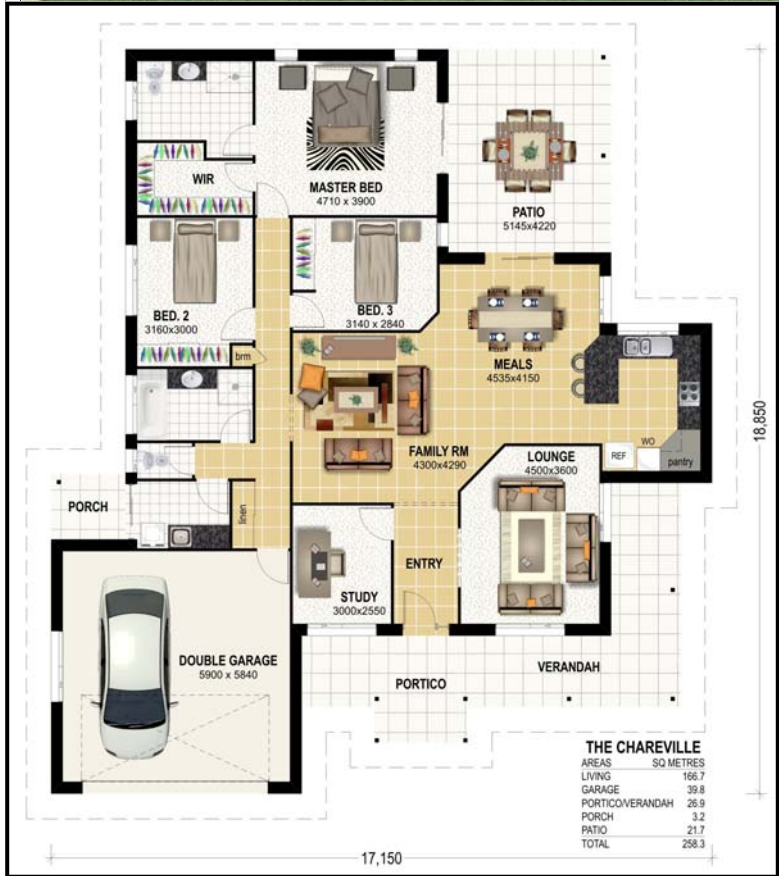 WIR
MASTER BED
4710 x 3900
PATIO
5145x4220
BED. 2
3160x3000
BED. 3
3140 x 2840
brm
MEALS
4535x4150
18,850
FAMILY RM
4300x4290
LOUNGE
4500x3600
REF
WO
pantry
PORCH
linen
ENTRY
STUDY
3000x2550
DOUBLE GARAGE
5900 x 5840
PORTICO
VERANDAH
THE CHAREVILLE
AREAS SQ METRES
LIVING 166.7
GARAGE 39.8
PORTICO/VERANDAH 26.9
PORCH 3.2
PATIO 21.7
TOTAL 258.3
17,150